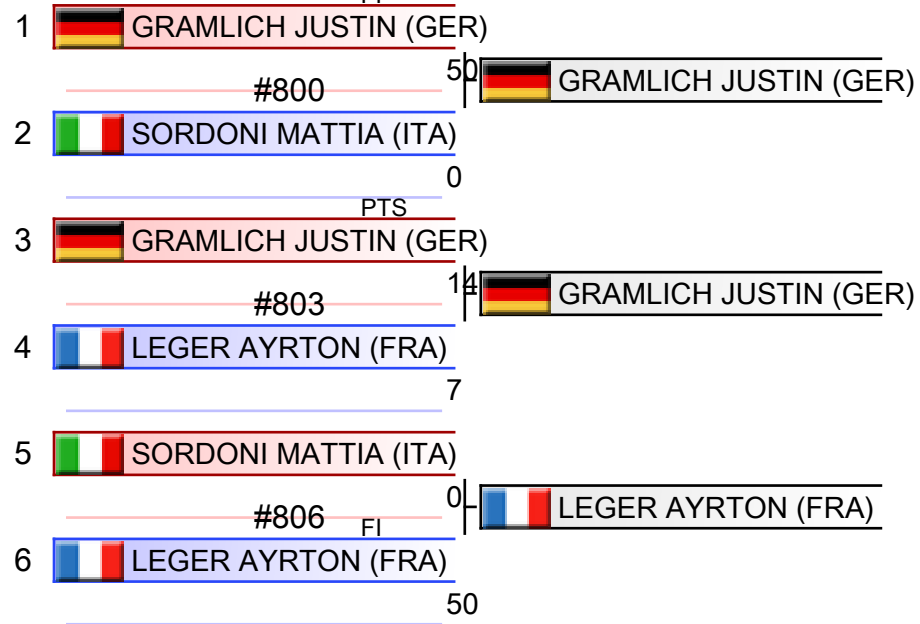 1 GRAMLICH JUSTIN (GER)
50 GRAMLICH JUSTIN (GER)
#800
2 SORDONI MATTIA (ITA)
0
PTS
3 GRAMLICH JUSTIN (GER)
14 GRAMLICH JUSTIN (GER)
#803
4 LEGER AYRTON (FRA)
7
5 SORDONI MATTIA (ITA)
0 LEGER AYRTON (FRA)
#806
FI
6 LEGER AYRTON (FRA)
50